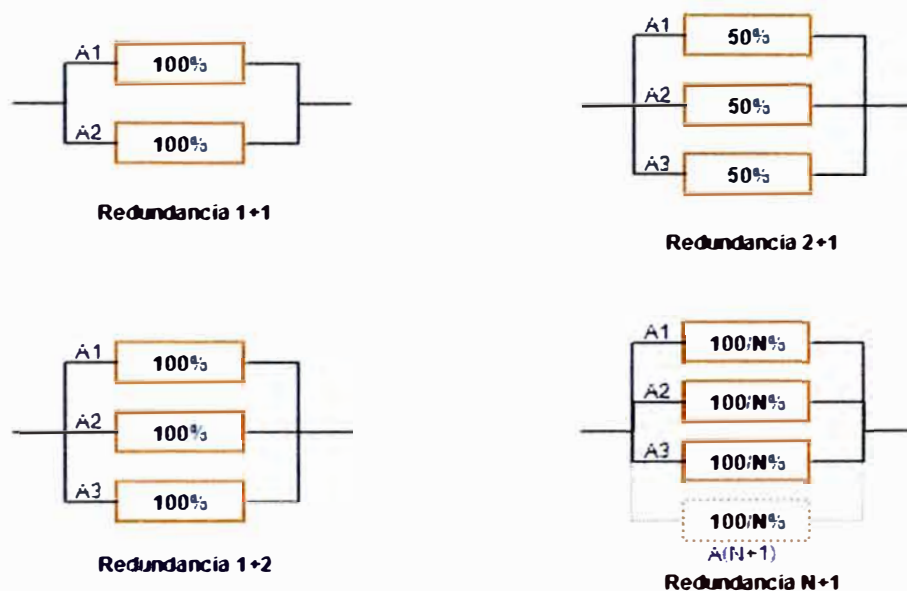 A1
100%
A2
100%
Redundancia 1+1
A1
50%
A2
50%
A3
50%
Redundancia 2+1
A1
100%
A2
100%
A3
100%
Redundancia 1+2
A1
100/N%
A2
100/N%
A3
100/N%
100/N%
A(N+1)
Redundancia N+1